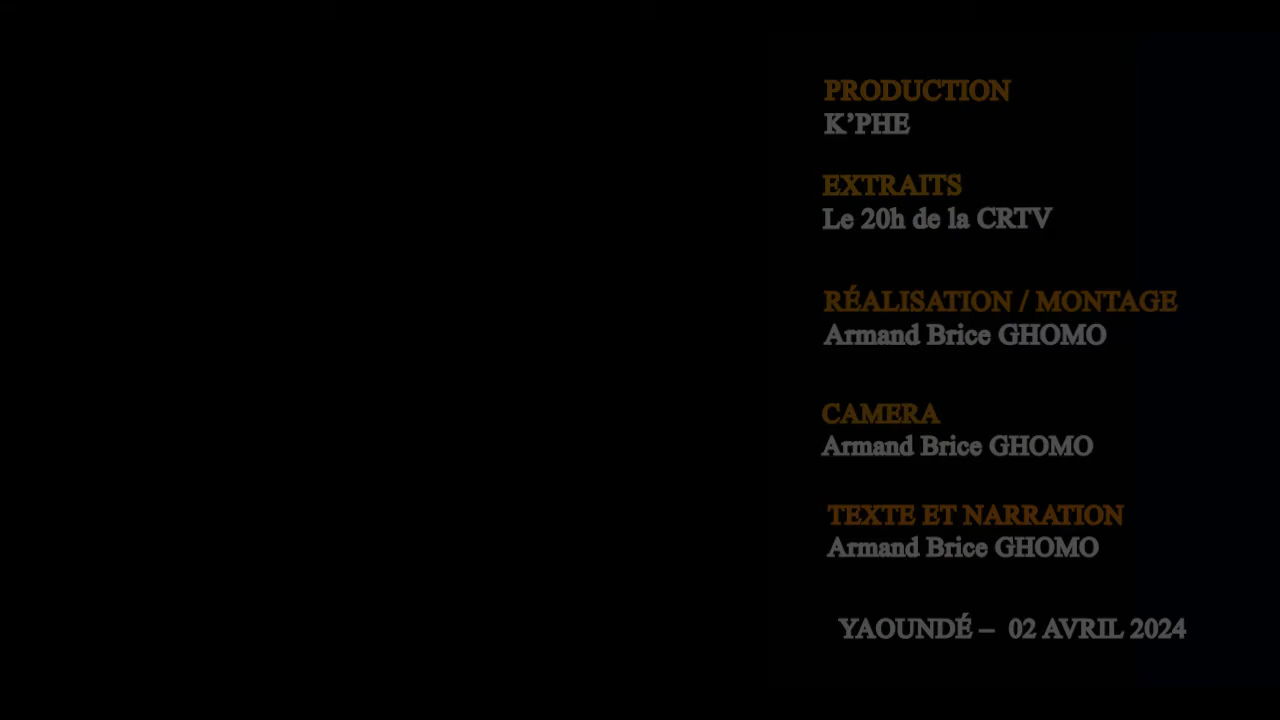 PRODUCTION
K’PHE
EXTRAITS
Le 20h de la CRTV
RÉALISATION / MONTAGE
Armand Brice GHOMO
CAMERA
Armand Brice GHOMO
TEXTE ET NARRATION
Armand Brice GHOMO
YAOUNDÉ – 02 AVRIL 2024